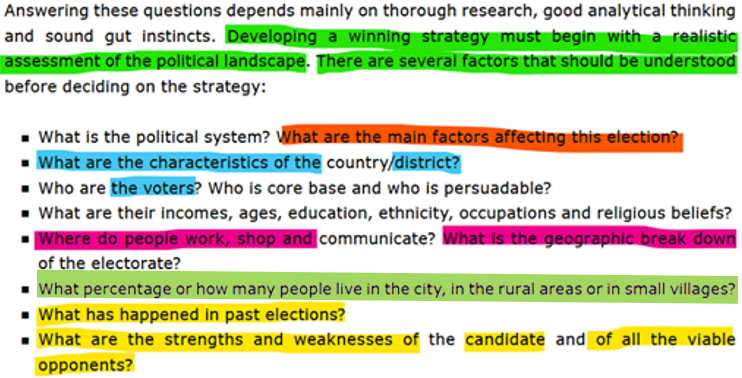 Answering these questions depends mainly on thorough research, good analytical thinking
and sound gut instincts. Developing a winning strategy must begin with a realistic
assessment of the political landscape. There are several factors that should be understood
before deciding on the strategy:
▪ What is the political system? What are the main factors affecting this election?
▪ What are the characteristics of the country/district?
▪ Who are the voters? Who is core base and who is persuadable?
▪ What are their incomes, ages, education, ethnicity, occupations and religious beliefs?
▪ Where do people work, shop and communicate? What is the geographic break down
of the electorate?
▪ What percentage or how many people live in the city, in the rural areas or in small villages?
▪ What has happened in past elections?
▪ What are the strengths and weaknesses of the candidate and of all the viable
opponents?